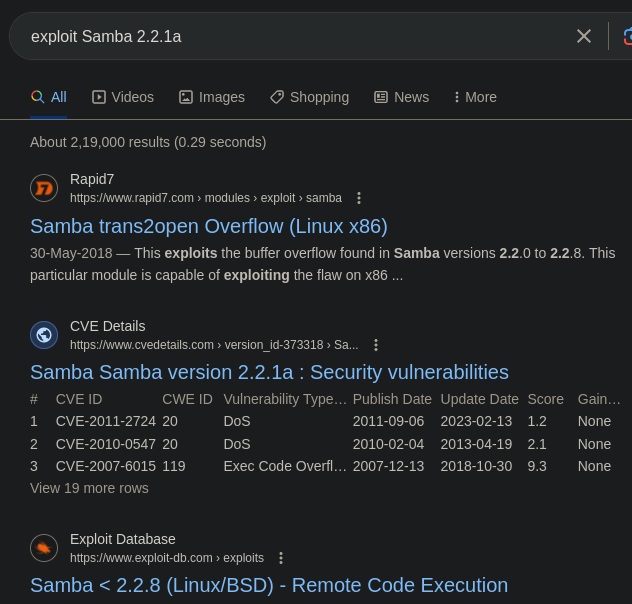 exploit Samba 2.2.1a
All Videos Images Shopping News More
About 2,19,000 results (0.29 seconds)
Rapid7
https://www.rapid7.com › modules › exploit › samba
Samba trans2open Overflow (Linux x86)
30-May-2018 — This exploits the buffer overflow found in Samba versions 2.2.0 to 2.2.8. This
particular module is capable of exploiting the flaw on x86 ...
CVE Details
https://www.cvedetails.com › version_id-373318 › Sa...
Samba Samba version 2.2.1a : Security vulnerabilities
# CVE ID CWE ID Vulnerability Type… Publish Date Update Date Score Gain…
1 CVE-2011-2724 20 DoS 2011-09-06 2023-02-13 1.2 None
2 CVE-2010-0547 20 DoS 2010-02-04 2013-04-19 2.1 None
3 CVE-2007-6015 119 Exec Code Overfl… 2007-12-13 2018-10-30 9.3 None
View 19 more rows
Exploit Database
https://www.exploit-db.com › exploits
Samba < 2.2.8 (Linux/BSD) - Remote Code Execution